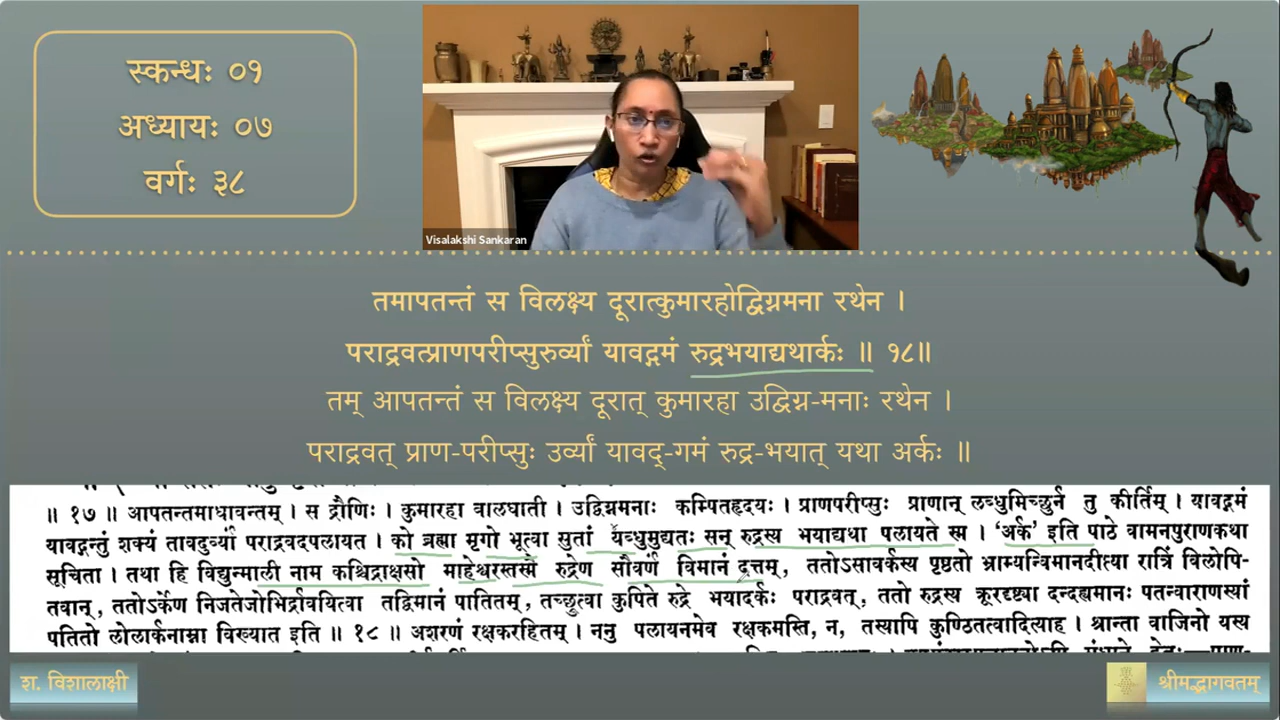 स्कन्धः ०१
अध्यायः ०७
वर्गः ३८
Visalakshi Sankaran
तमापतन्तं स विलक्ष्य दूरात्कुमारहोद्विग्नमना रथेन ।
पराद्रवत्प्राणपरीप्सुरुर्व्यां यावद्गमं रुद्रभयाद्यथार्कः ॥ १८॥
तम् आपतन्तं स विलक्ष्य दूरात् कुमारहा उद्विग्न-मनाः रथेन ।
पराद्रवत् प्राण-परीप्सुः उर्व्यां यावद्-गमं रुद्र-भयात् यथा अर्कः ॥
॥ १७ ॥ आपतन्तमाधावन्तम् । स द्रौणिः । कुमारहा बालघाती । उद्विग्नमनाः कम्पितहृदयः । प्राणपरीप्सुः प्राणान् लब्धुमिच्छुर्न तु कीर्तिम् । यावद्गमं
यावद्गन्तुं शक्यं तावदुर्व्यां पराद्रवदपलायत । को ब्रह्मा मृगो भूत्वा सुतां यब्धुमुद्यतः सन् रुद्रस्य भयाद्यथा पलायते स्म । 'अर्क' इति पाठे वामनपुराणकथा
सूचिता । तथा हि विद्युन्माली नाम कश्चिद्राक्षसो माहेश्वरस्तस्मै रुद्रेण सौवर्णं विमानं दत्तम्, ततोऽसावर्कस्य पृष्ठतो भ्राम्यन्विमानदीप्त्या रात्रिं विलोपि-
तवान्, ततोऽर्केण निजतेजोभिर्द्रावयित्वा तद्विमानं पातितम्, तच्छ्रुत्वा कुपिते रुद्रे भयादर्कः पराद्रवत्, ततो रुद्रस्य क्रूरदृष्ट्या दन्दह्यमानः पतन्वाराणस्यां
पतितो लोलार्कनाम्ना विख्यात इति ॥ १८ ॥ अशरणं रक्षकरहितम् । ननु पलायनमेव रक्षकमस्ति, न, तस्यापि कुण्ठितत्वादित्याह । श्रान्ता वाजिनो यस्य
श. विशालाक्षी
श्रीमद्भागवतम्